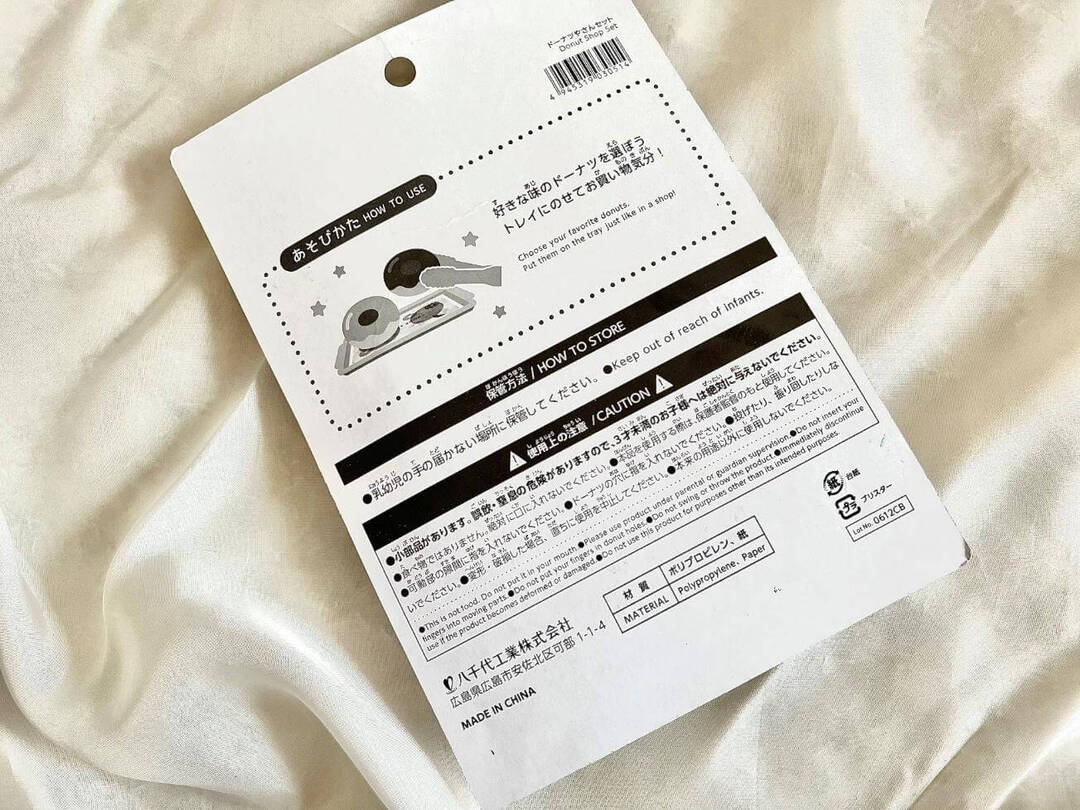 ドーナツやさんセット
Donut Shop Set
4 945319 030514
あそびかた HOW TO USE
好きな味のドーナツを選ぼう
トレイにのせてお買い物気分！
Choose your favorite donuts.
Put them on the tray just like in a shop!
保管方法 / HOW TO STORE
●乳幼児の手の届かない場所に保管してください。 ●Keep out of reach of infants.
使用上の注意 / CAUTION
●小部品があります。誤飲・窒息の危険がありますので、3才未満のお子様へは絶対に与えないでください。
●食べ物ではありません。絶対に口に入れないでください。●本品を使用する際は、保護者監督のもと使用してください。
●可動部の隙間に指を入れないでください。●ドーナツの穴に指を入れないでください。●投げたり、振り回したりしな
いでください。●変形・破損した場合、直ちに使用を中止してください。●本来の用途以外に使用しないでください。
●This is not food. Do not put it in your mouth.●Please use product under parental or guardian supervision.●Do not insert your
fingers into moving parts.●Do not put your fingers in donut holes.●Do not swing or throw the product.●Immediately discontinue
use if the product becomes deformed or damaged.●Do not use this product for purposes other than its intended purposes
材質 ポリプロピレン、紙
MATERIAL Polypropylene、Paper
紙 台紙
プラ ブリスター
Lot No. 0612CB
八千代工業株式会社
広島県広島市安佐北区可部 1-1-4
MADE IN CHINA